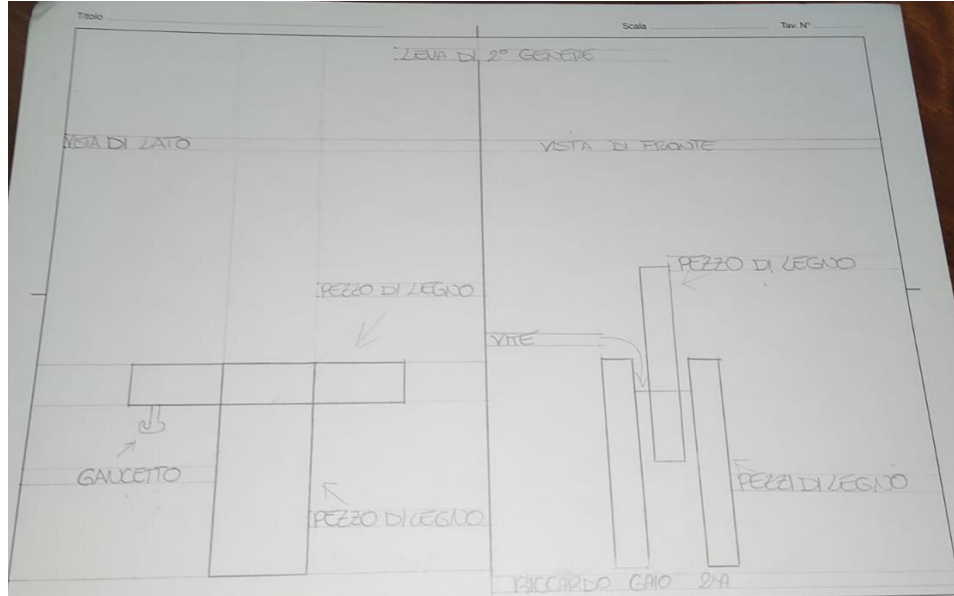 Titolo
Scala
Tav. N°
LEVA DI 2° GENERE
VISTA DI LATO
VISTA DI FRONTE
PEZZO DI LEGNO
PEZZO DI LEGNO
VITE
GANCETTO
PEZZI DI LEGNO
PEZZO DI LEGNO
RICCARDO GAIO 2^A